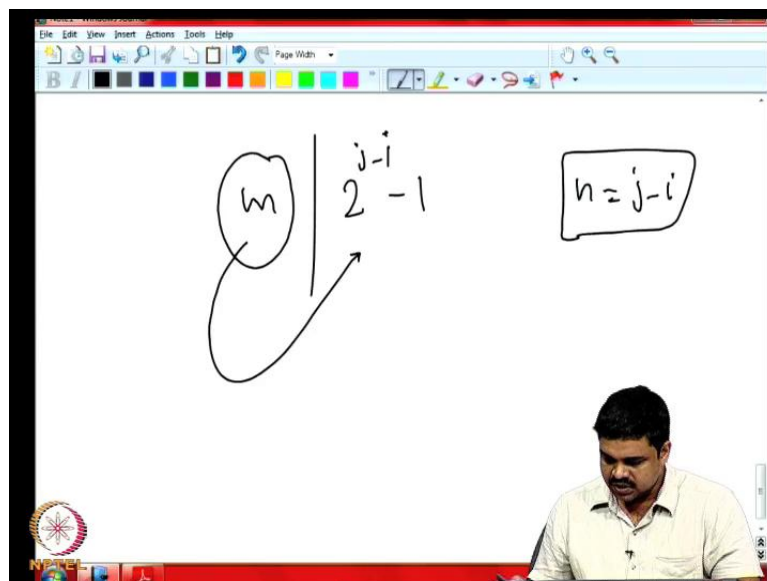 File Edit View Insert Actions Tools Help
Page Width
B I
m | 2^{j-i} - 1
n = j-i
NPTEL